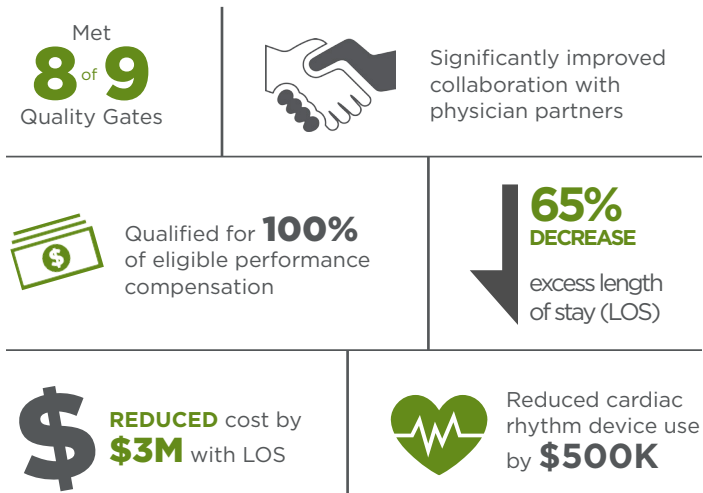 Met
8 of 9
Quality Gates
Significantly improved
collaboration with
physician partners
$
Qualified for 100%
of eligible performance
compensation
65%
DECREASE
excess length
of stay (LOS)
$
REDUCED cost by
$3M with LOS
Reduced cardiac
rhythm device use
by $500K